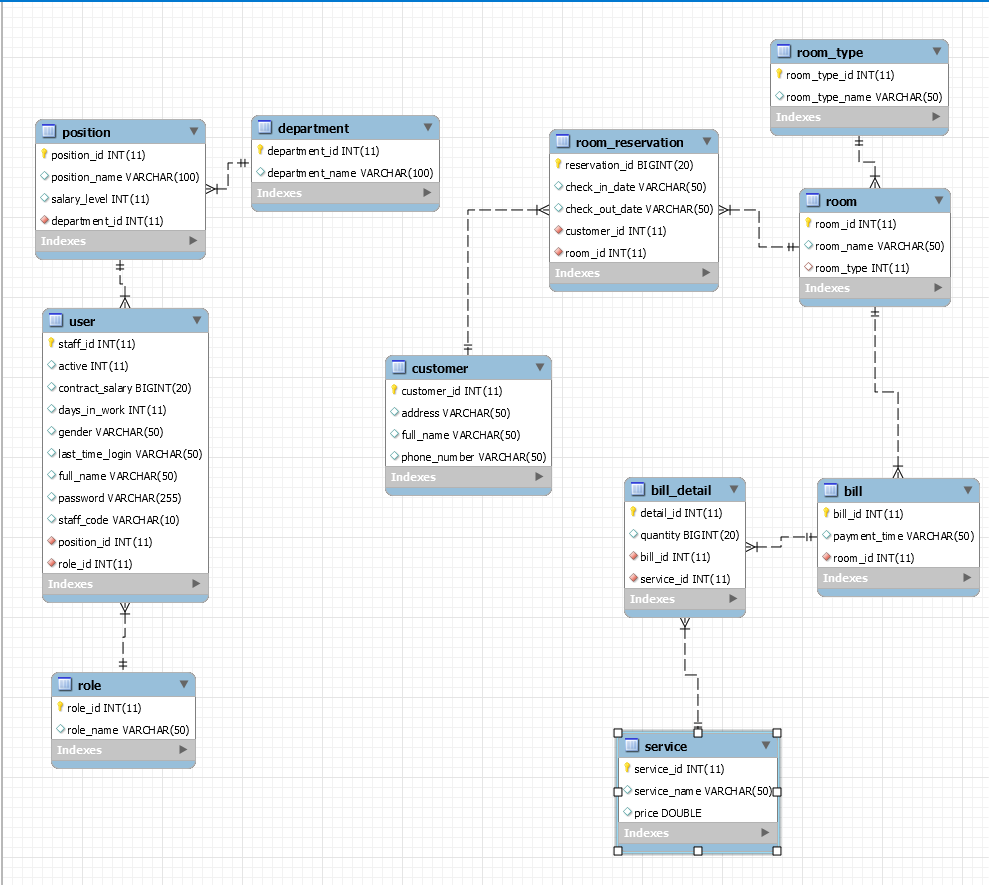 room_type
room_type_id INT(11)
room_type_name VARCHAR(50)
Indexes
position
position_id INT(11)
position_name VARCHAR(100)
salary_level INT(11)
department_id INT(11)
Indexes
department
department_id INT(11)
department_name VARCHAR(100)
Indexes
room_reservation
reservation_id BIGINT(20)
check_in_date VARCHAR(50)
check_out_date VARCHAR(50)
customer_id INT(11)
room_id INT(11)
Indexes
room
room_id INT(11)
room_name VARCHAR(50)
room_type INT(11)
Indexes
user
staff_id INT(11)
active INT(11)
contract_salary BIGINT(20)
days_in_work INT(11)
gender VARCHAR(50)
last_time_login VARCHAR(50)
full_name VARCHAR(50)
password VARCHAR(255)
staff_code VARCHAR(10)
position_id INT(11)
role_id INT(11)
Indexes
customer
customer_id INT(11)
address VARCHAR(50)
full_name VARCHAR(50)
phone_number VARCHAR(50)
Indexes
bill_detail
detail_id INT(11)
quantity BIGINT(20)
bill_id INT(11)
service_id INT(11)
Indexes
bill
bill_id INT(11)
payment_time VARCHAR(50)
room_id INT(11)
Indexes
role
role_id INT(11)
role_name VARCHAR(50)
Indexes
service
service_id INT(11)
service_name VARCHAR(50)
price DOUBLE
Indexes